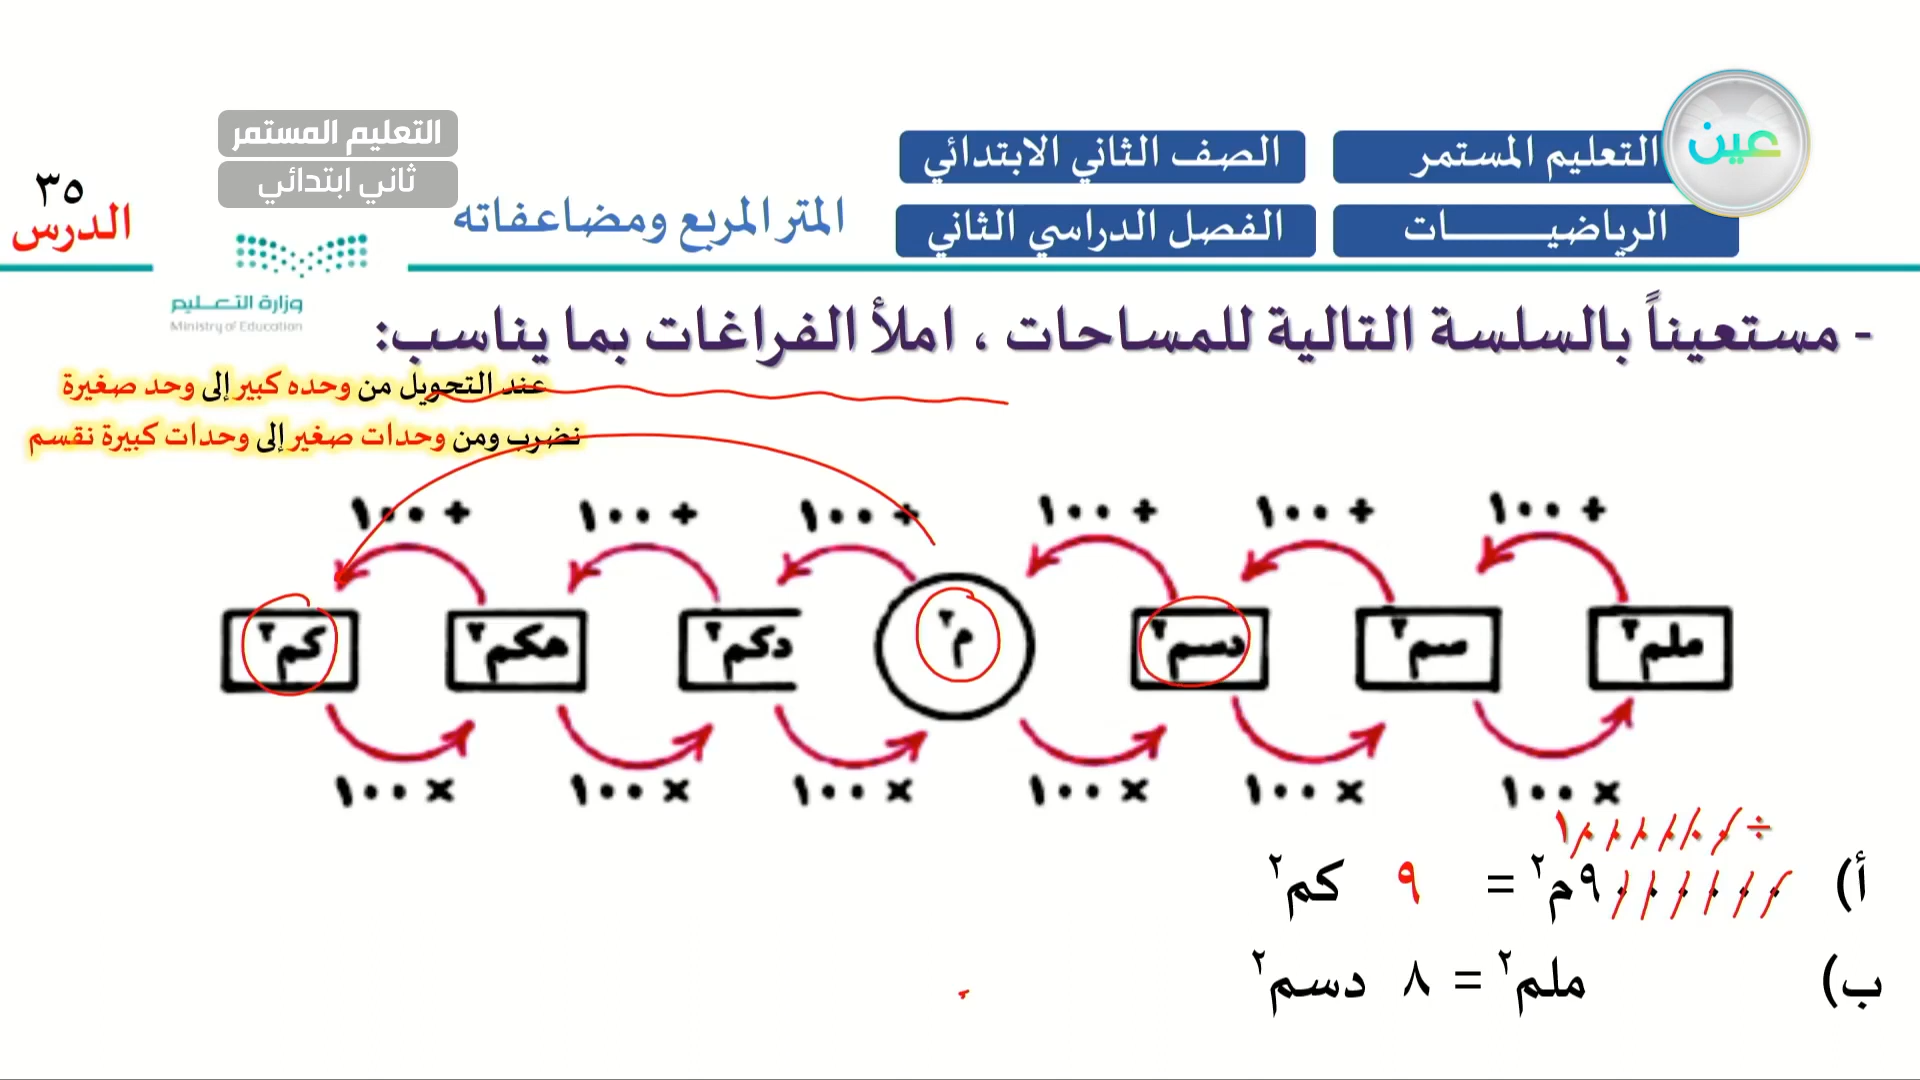 عين
التعليم المستمر
الصف الثاني الابتدائي
الرياضيـــــــات
الفصل الدراسي الثاني
المتر المربع ومضاعفاته
التعليم المستمر
ثاني ابتدائي
٣٥
الدرس
وزارة التعليم
Ministry of Education
- مستعيناً بالسلسة التالية للمساحات ، املأ الفراغات بما يناسب:
عند التحويل من وحده كبير إلى وحد صغيرة
نضرب ومن وحدات صغير إلى وحدات كبيرة نقسم
÷ ١٠٠ ÷ ١٠٠ ÷ ١٠٠ ÷ ١٠٠ ÷ ١٠٠ ÷ ١٠٠
ملم٢ سم٢ دسم٢ م٢ دكم٢ هكم٢ كم٢
× ١٠٠ × ١٠٠ × ١٠٠ × ١٠٠ × ١٠٠ × ١٠٠
÷ ١٠٠٠٠٠٠
أ) ٩٠٠٠٠٠٠م٢ = ٩ كم٢
ب) ملم٢ = ٨ دسم٢